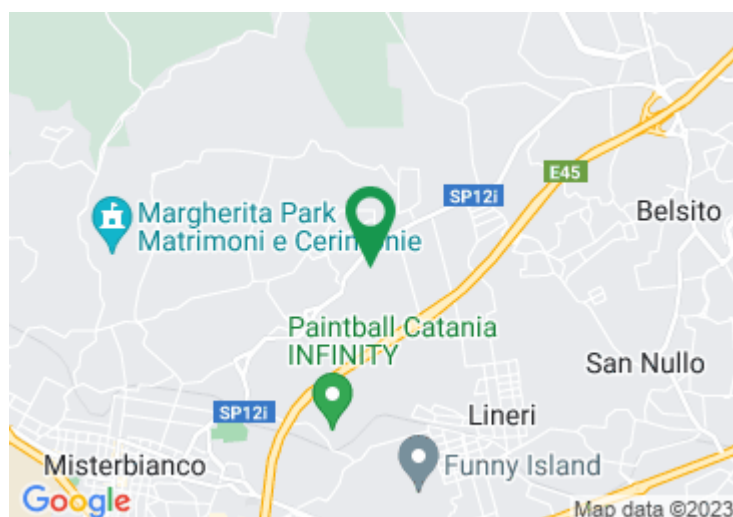 E45
SP12i
Belsito
Margherita Park
Matrimoni e Cerimonie
Paintball Catania
INFINITY
San Nullo
SP12i
Lineri
Misterbianco
Funny Island
Google
Map data ©2023